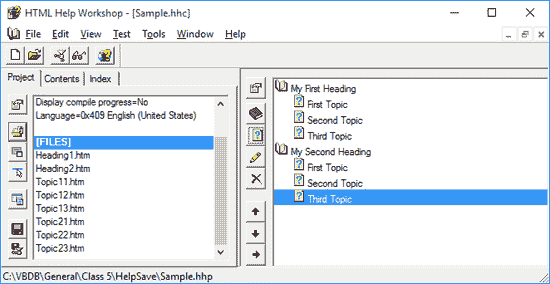 HTML Help Workshop - [Sample.hhc]
File Edit View Test Tools Window Help
Project Contents Index
Display compile progress=No
Language=0x409 English (United States)
[FILES]
Heading1.htm
Heading2.htm
Topic11.htm
Topic12.htm
Topic13.htm
Topic21.htm
Topic22.htm
Topic23.htm
My First Heading
First Topic
Second Topic
Third Topic
My Second Heading
First Topic
Second Topic
Third Topic
C:\VBDB\General\Class 5\HelpSave\Sample.hhp